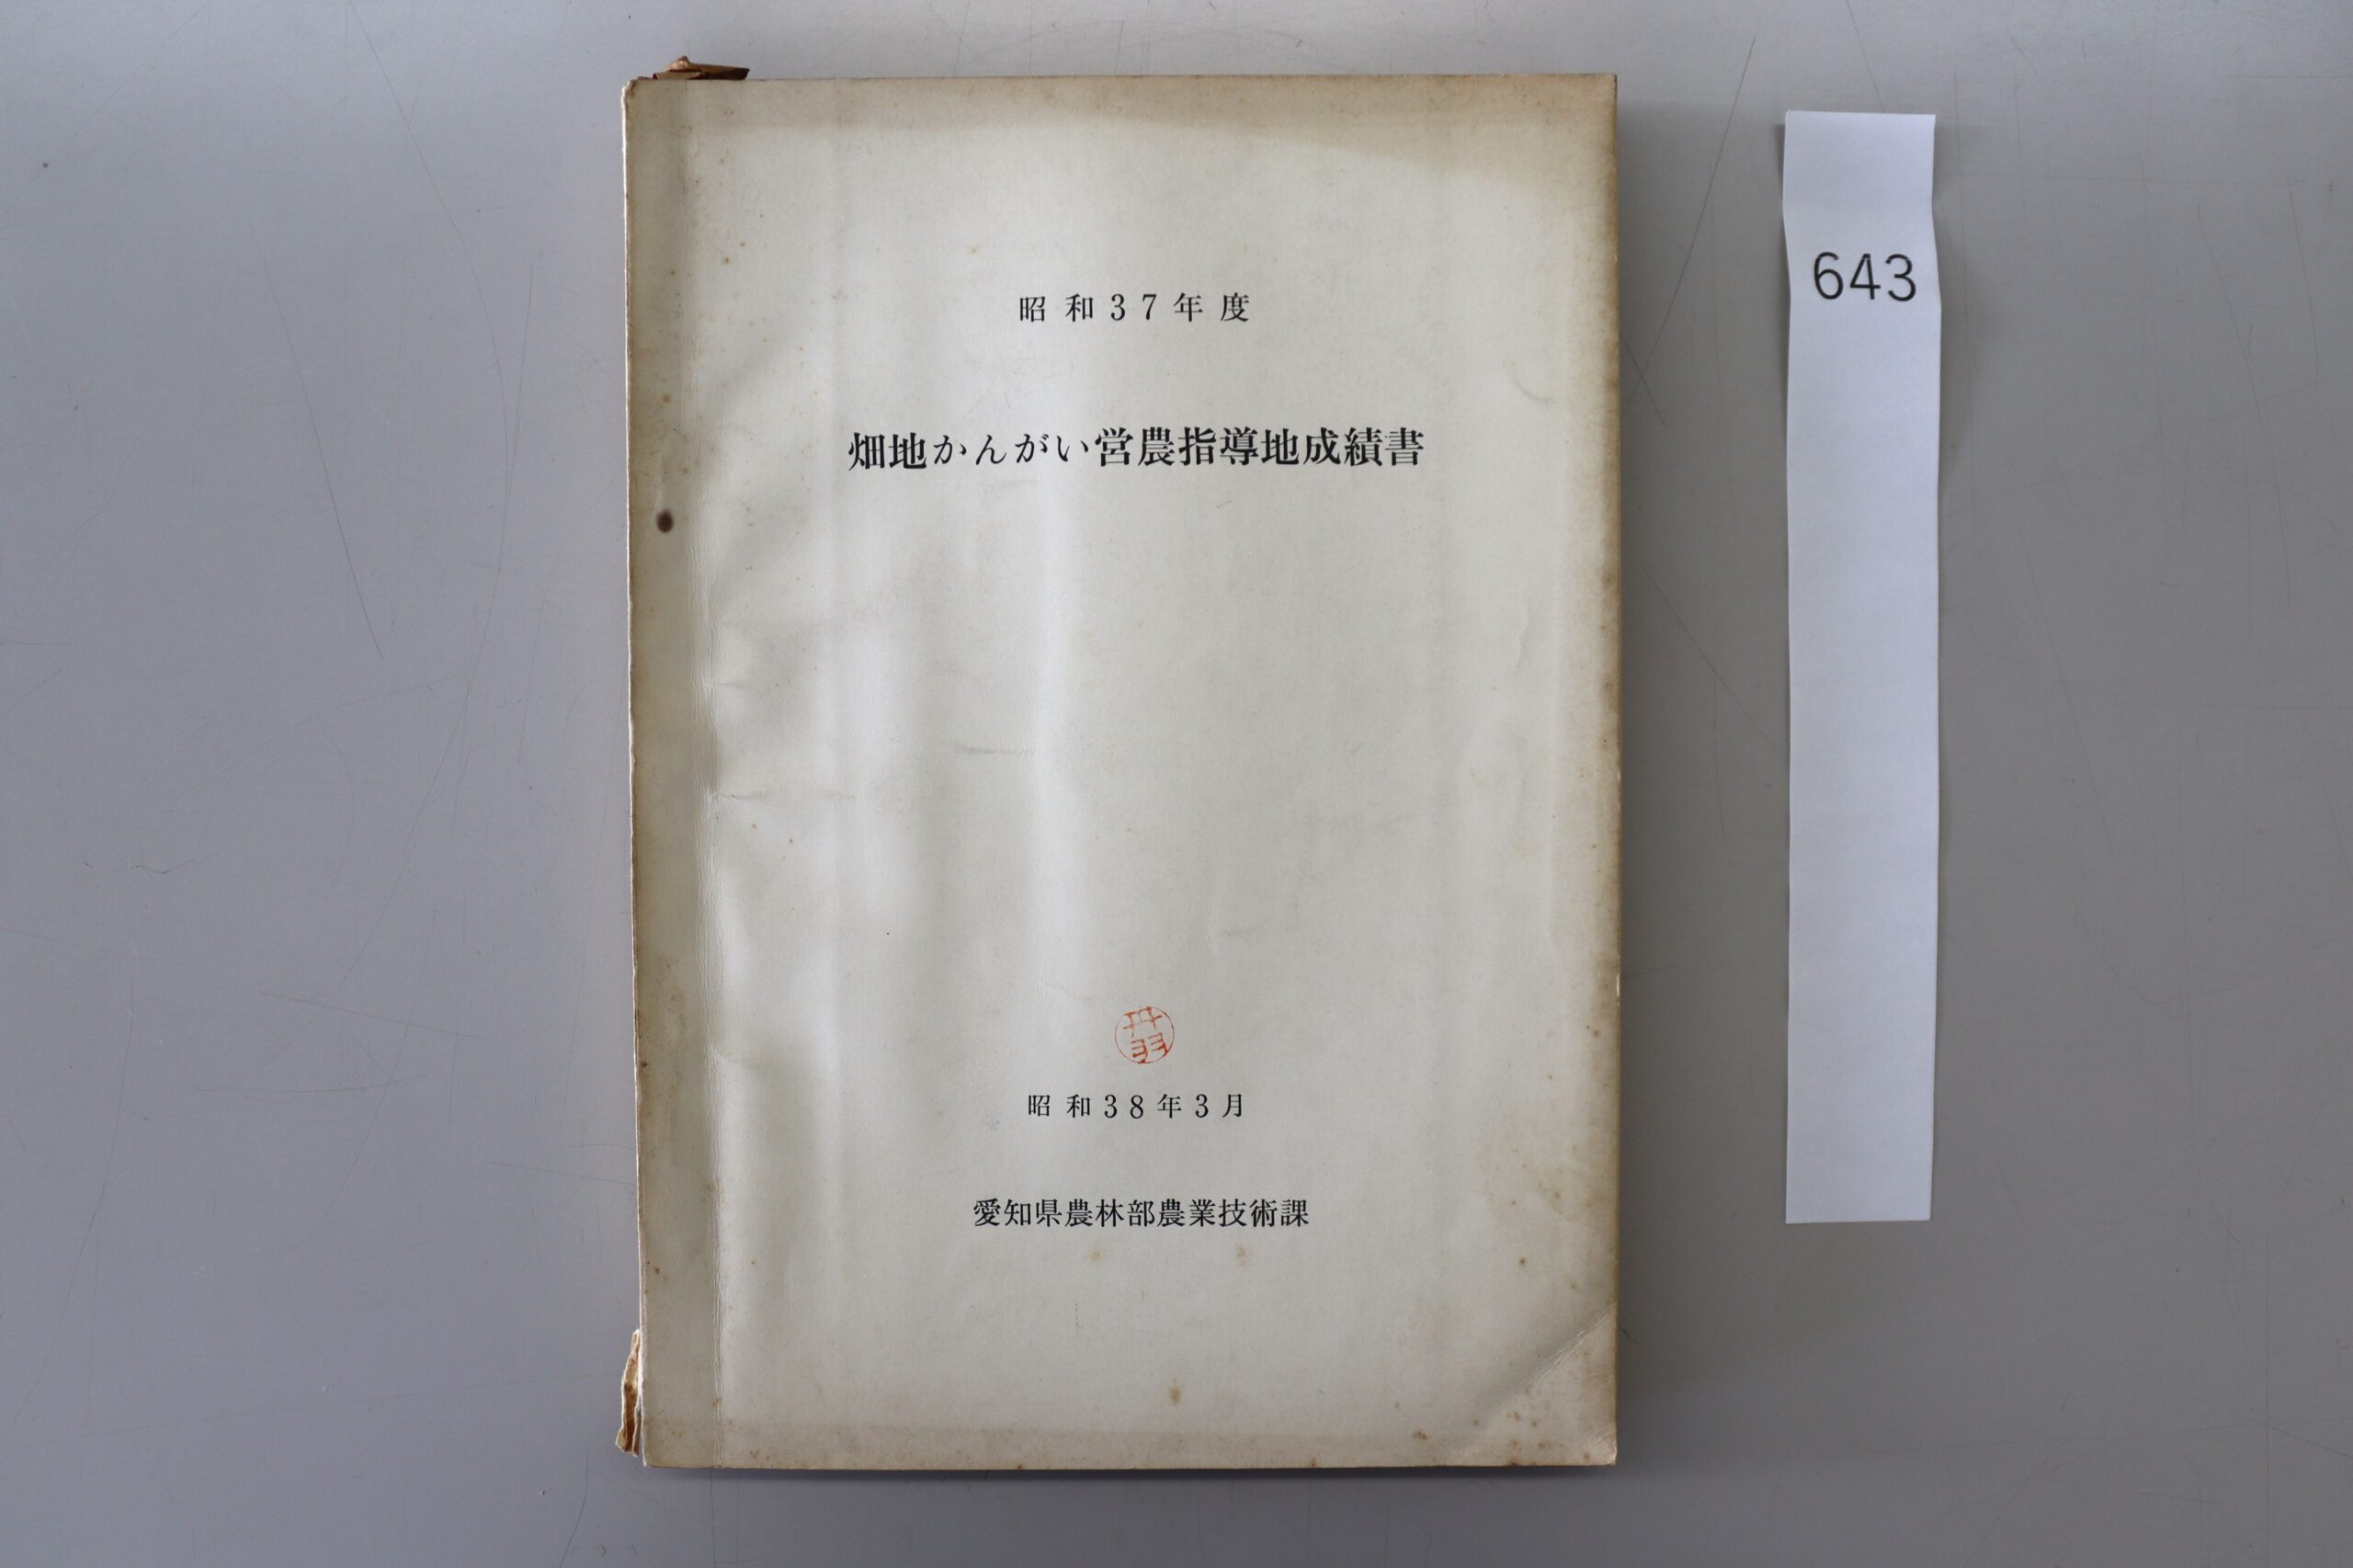 昭和37年度
畑地かんがい営農指導地成績書
丹羽
昭和38年3月
愛知県農林部農業技術課
643